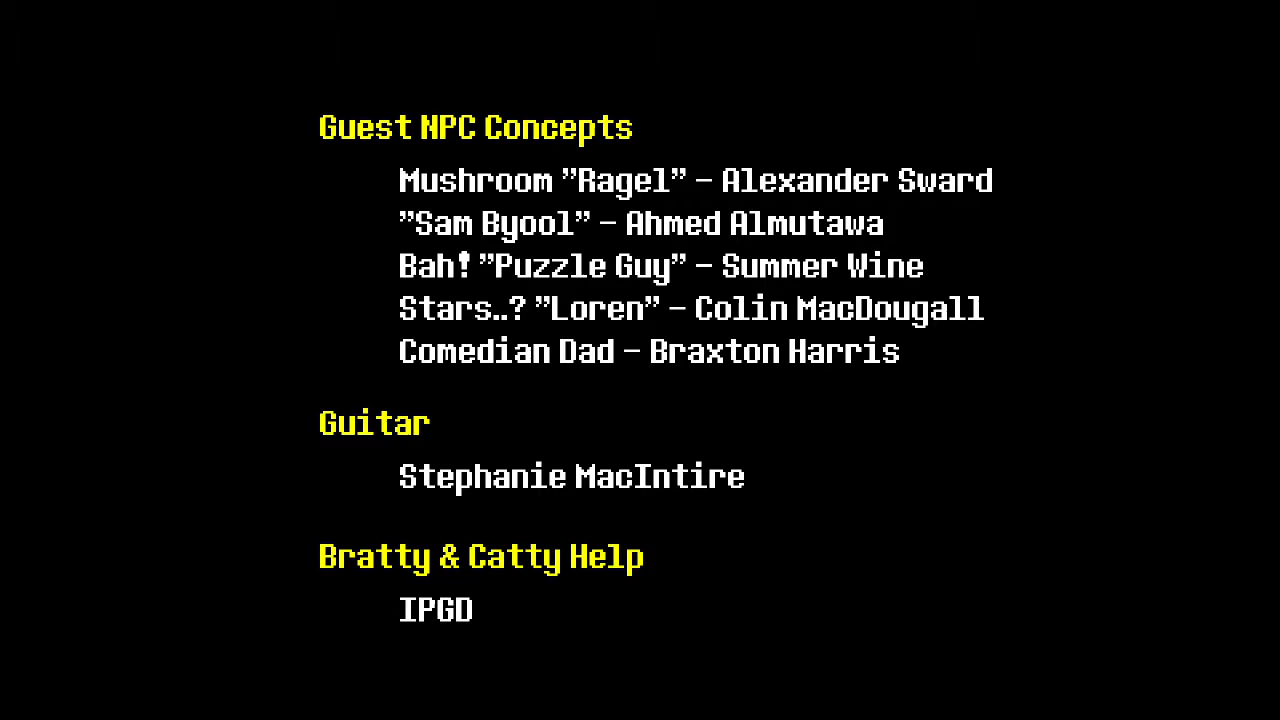 Guest NPC Concepts
Mushroom ”Ragel” – Alexander Sward
”Sam Byool” – Ahmed Almutawa
Bah! ”Puzzle Guy” – Summer Wine
Stars..? ”Loren” – Colin MacDougall
Comedian Dad – Braxton Harris
Guitar
Stephanie MacIntire
Bratty & Catty Help
IPGD